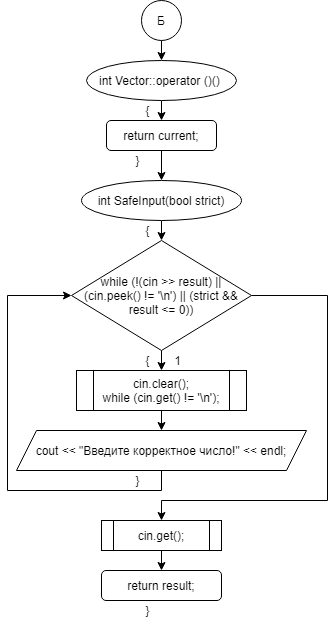 Б
int Vector::operator ()()
{
return current;
}
int SafeInput(bool strict)
{
while (!(cin >> result) ||
(cin.peek() != '\n') || (strict &&
result <= 0))
{ 1
cin.clear();
while (cin.get() != '\n');
cout << "Введите корректное число!" << endl;
}
cin.get();
return result;
}